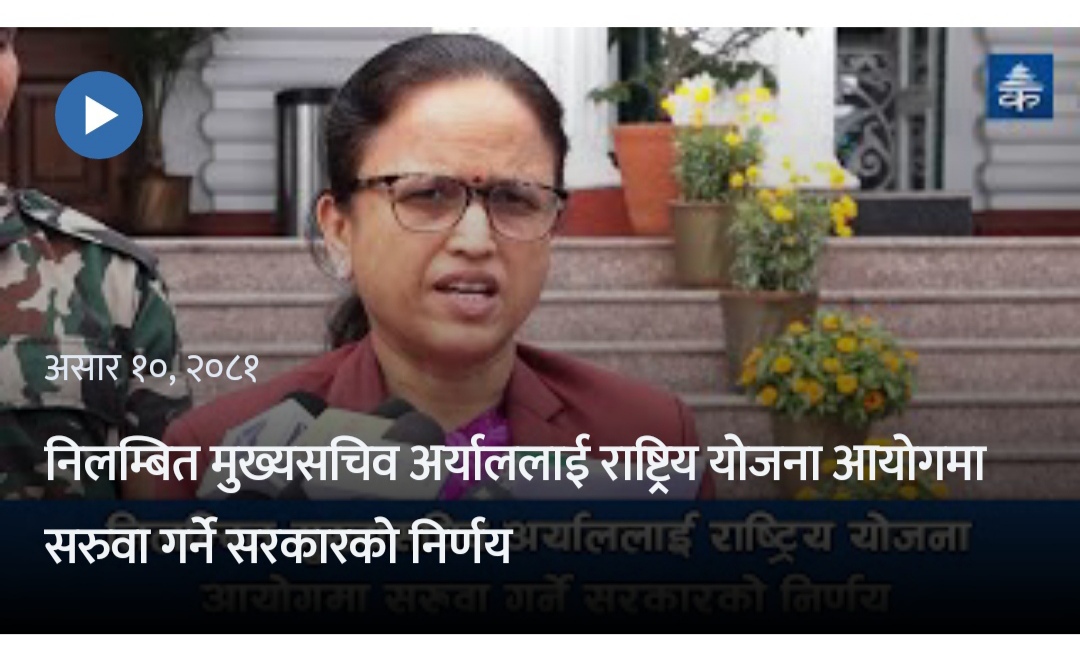 क
असार १०, २०८१
निलम्बित मुख्यसचिव अर्याललाई राष्ट्रिय योजना आयोगमा
सरुवा गर्ने सरकारको निर्णय
अर्याललाई राष्ट्रिय योजना
आयोगमा सरूवा गर्ने सरकारको निर्णय